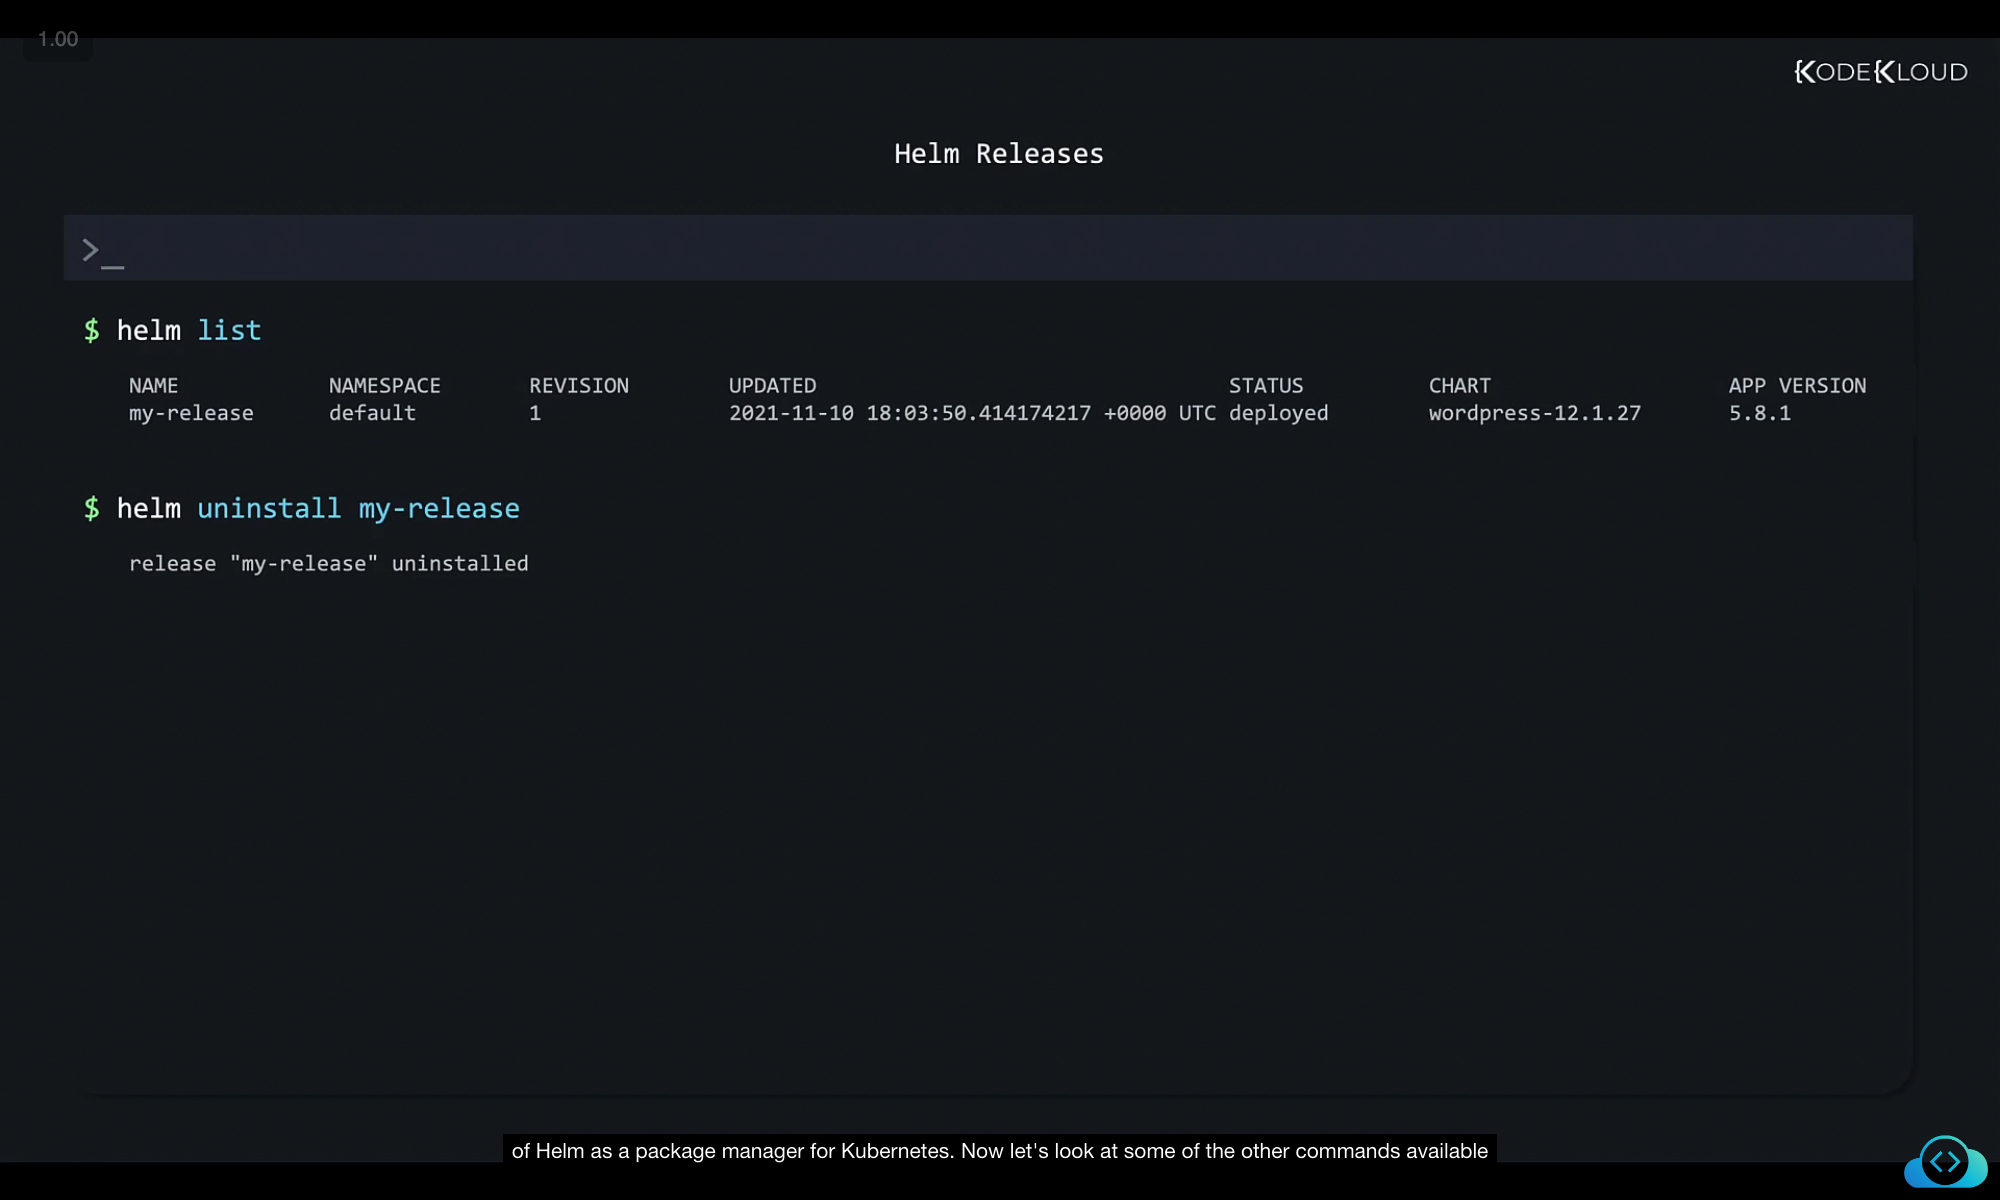 1.00
KODEKLOUD
Helm Releases
>_
$ helm list
NAME NAMESPACE REVISION UPDATED STATUS CHART APP VERSION
my-release default 1 2021-11-10 18:03:50.414174217 +0000 UTC deployed wordpress-12.1.27 5.8.1
$ helm uninstall my-release
release "my-release" uninstalled
of Helm as a package manager for Kubernetes. Now let's look at some of the other commands available